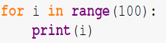 for i in range(100):
    print(i)